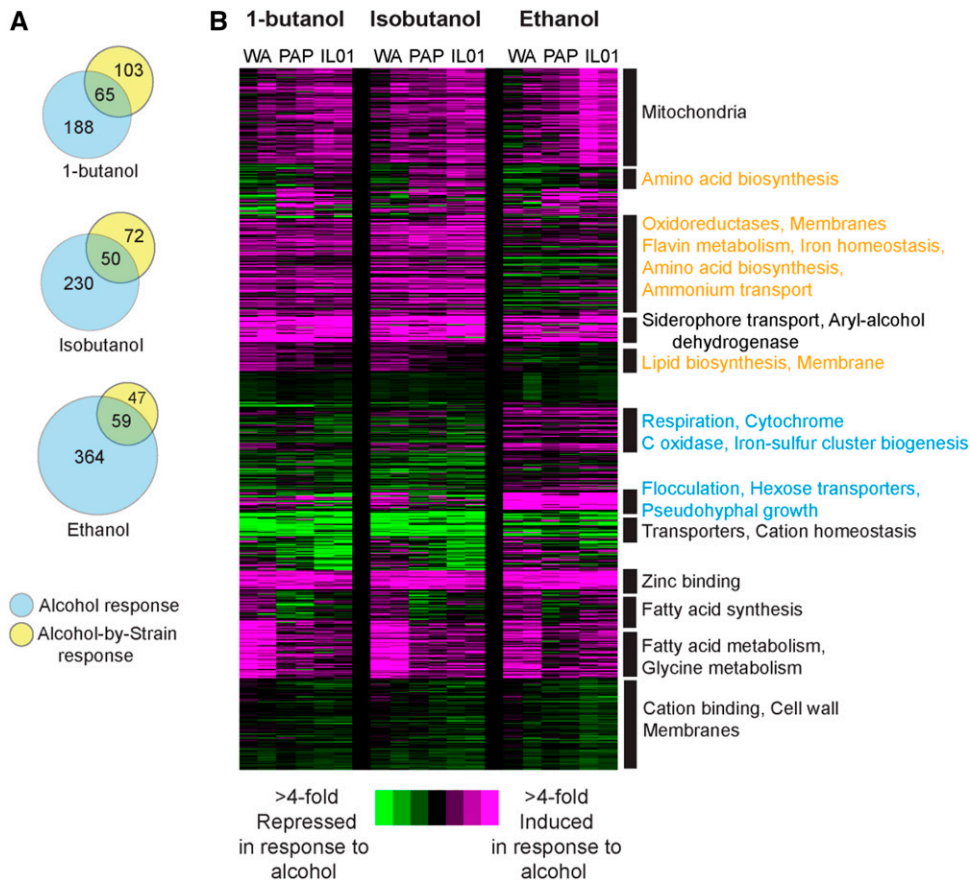 A
103
65
188
1-butanol
72
50
230
Isobutanol
47
59
364
Ethanol
Alcohol response
Alcohol-by-Strain
response
B
1-butanol Isobutanol Ethanol
WA PAP IL01 WA PAP IL01 WA PAP IL01
Mitochondria
Amino acid biosynthesis
Oxidoreductases, Membranes
Flavin metabolism, Iron homeostasis,
Amino acid biosynthesis,
Ammonium transport
Siderophore transport, Aryl-alcohol
dehydrogenase
Lipid biosynthesis, Membrane
Respiration, Cytochrome
C oxidase, Iron-sulfur cluster biogenesis
Flocculation, Hexose transporters,
Pseudohyphal growth
Transporters, Cation homeostasis
Zinc binding
Fatty acid synthesis
Fatty acid metabolism,
Glycine metabolism
Cation binding, Cell wall
Membranes
>4-fold
Repressed
in response to
alcohol
>4-fold
Induced
in response to
alcohol